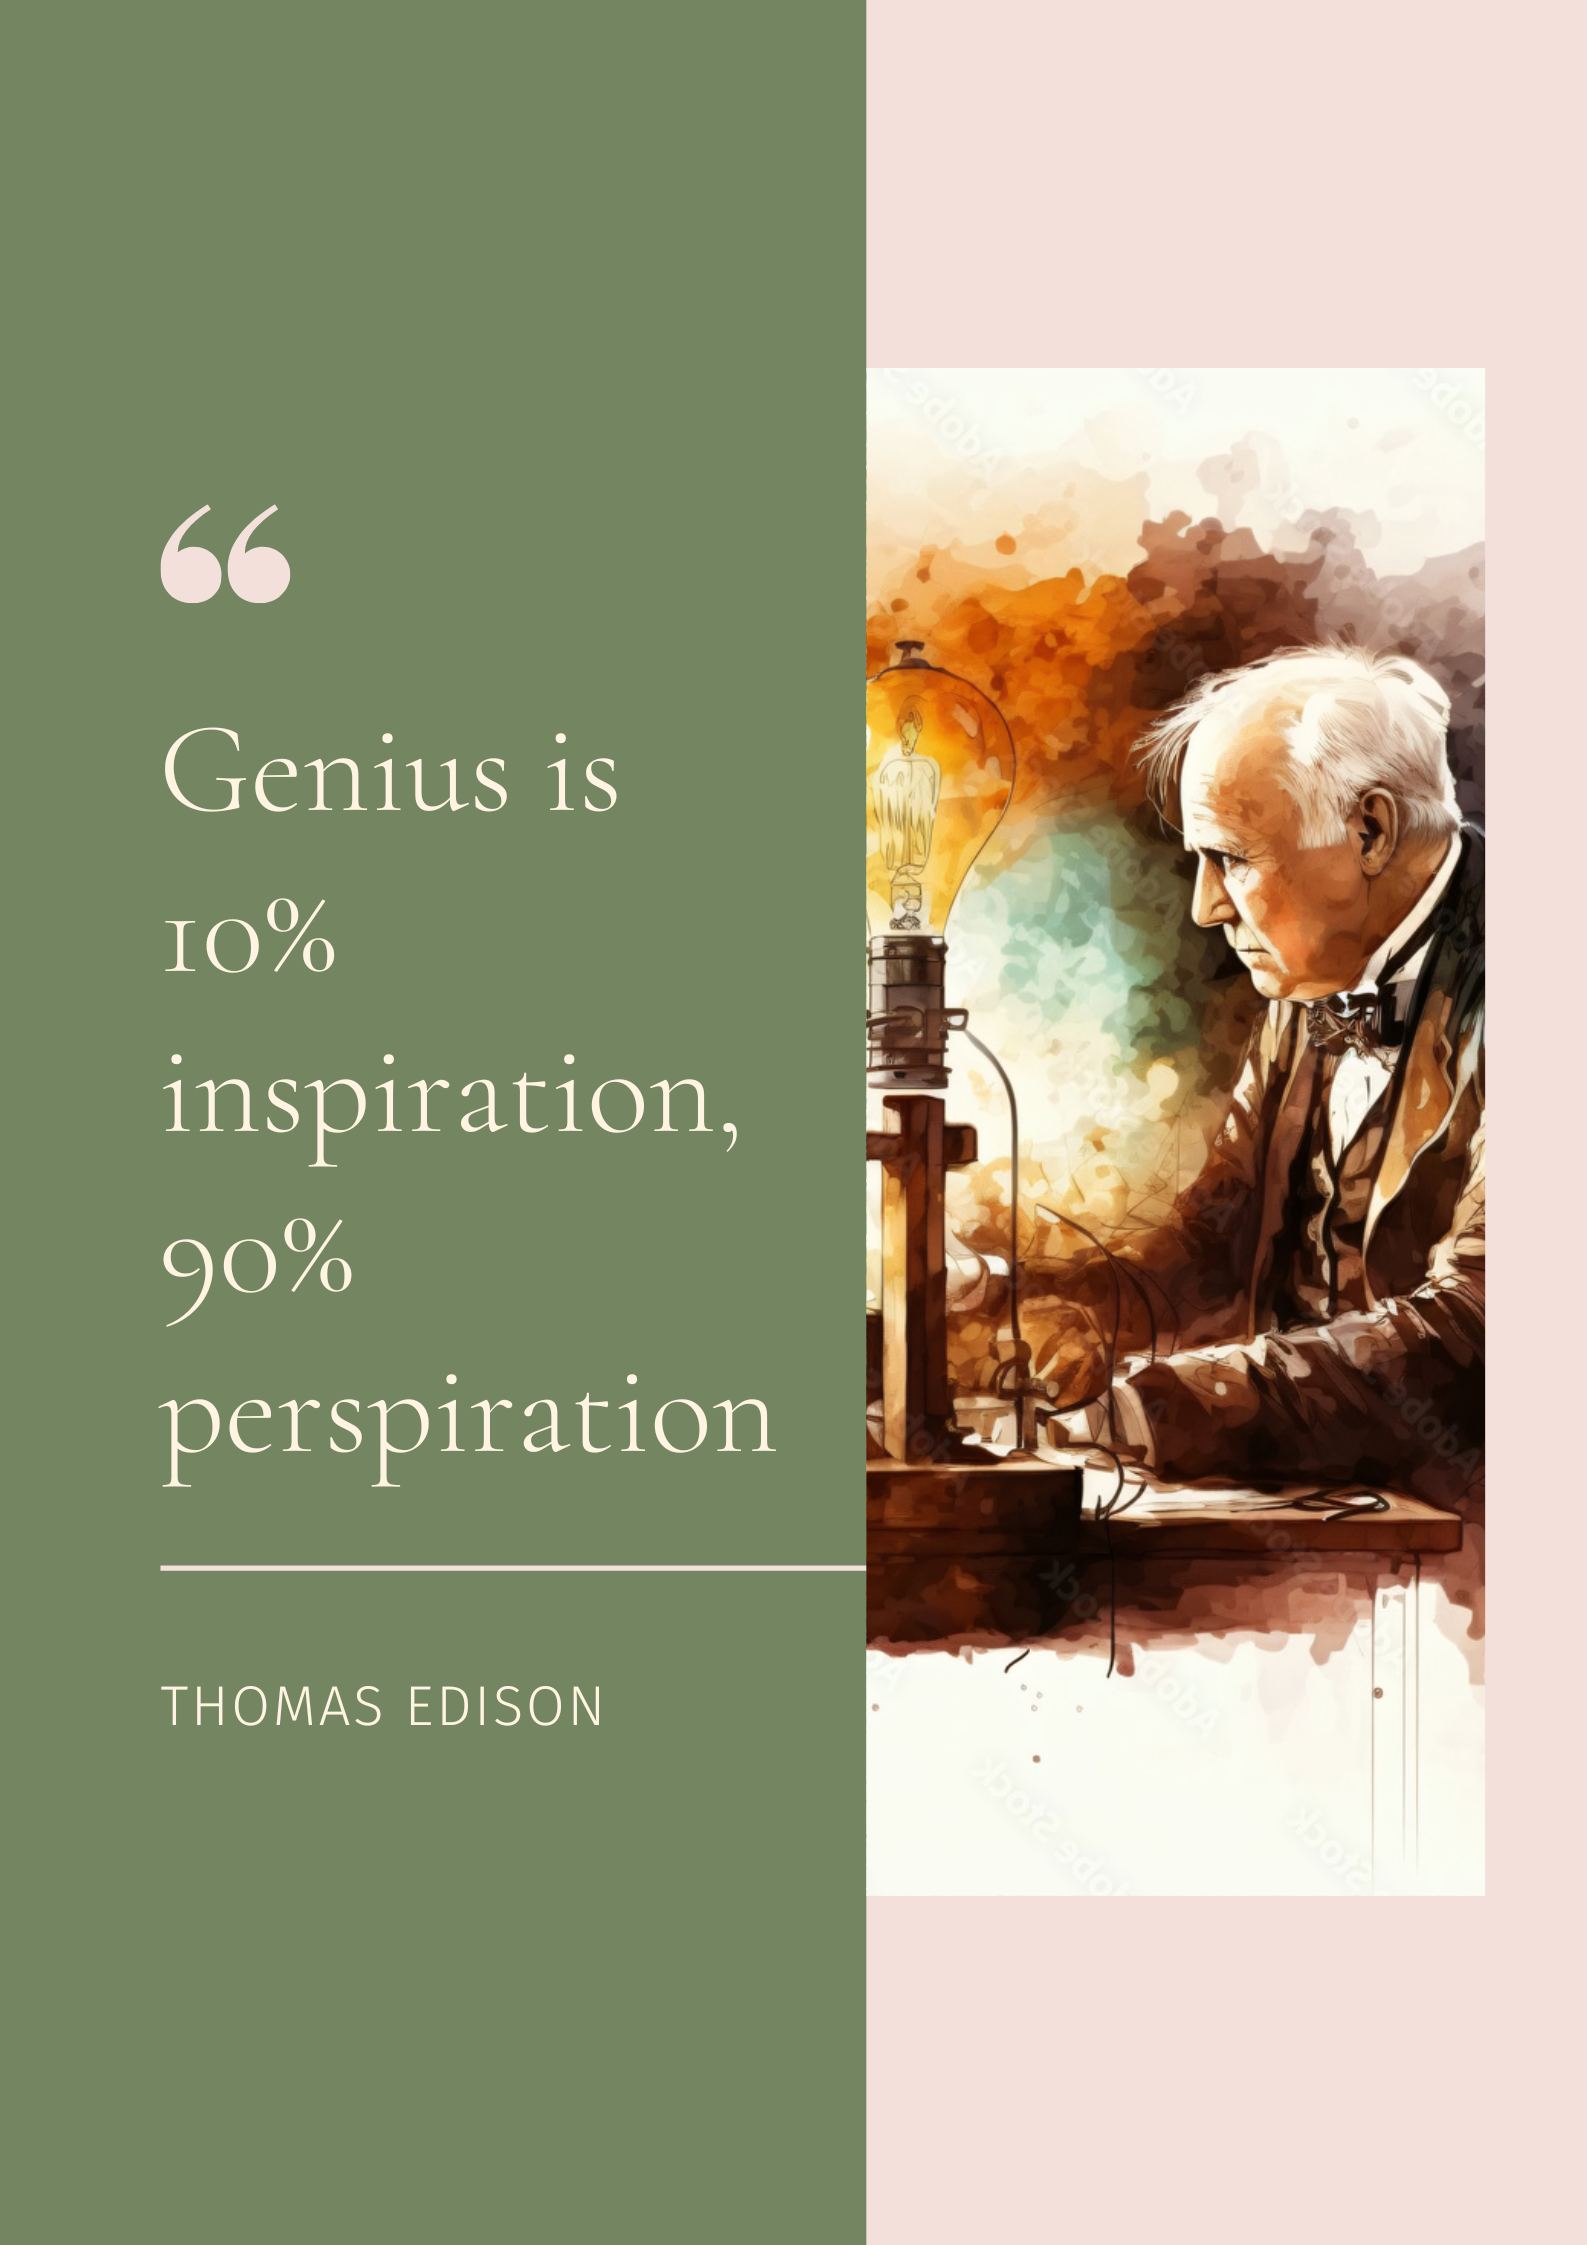 “
Genius is
10%
inspiration,
90%
perspiration
THOMAS EDISON